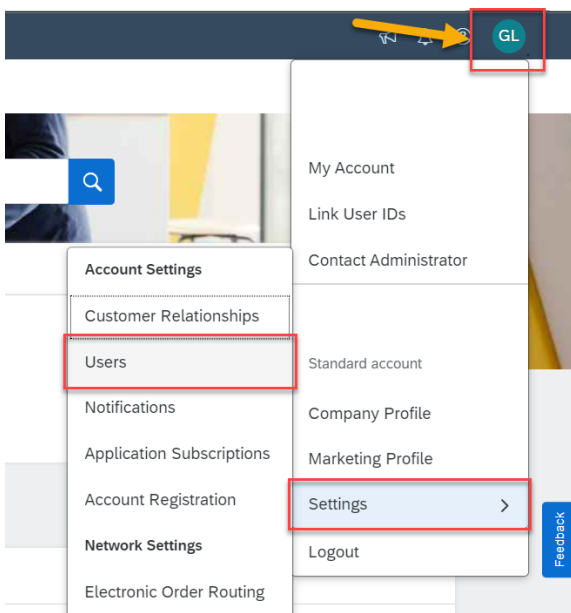 GL
My Account
Link User IDs
Contact Administrator
Standard account
Company Profile
Marketing Profile
Settings
Logout
Account Settings
Customer Relationships
Users
Notifications
Application Subscriptions
Account Registration
Network Settings
Electronic Order Routing
Feedback